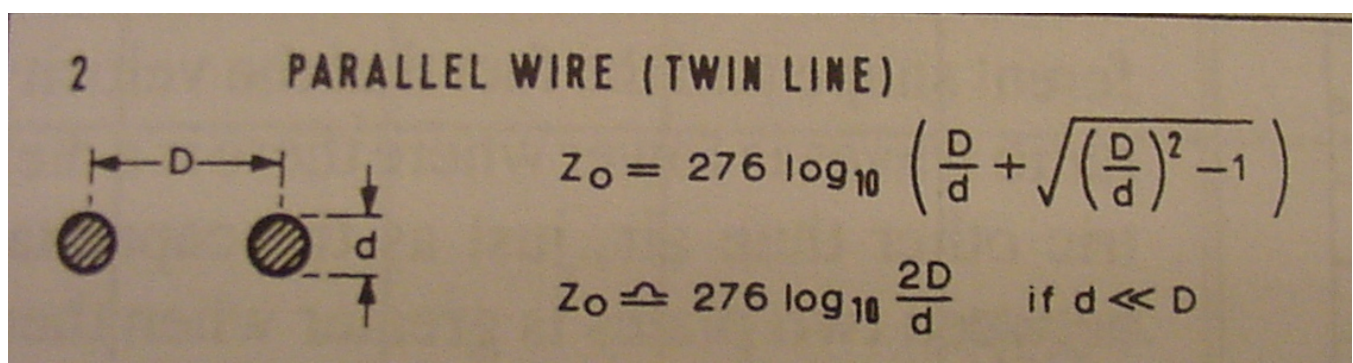 2 PARALLEL WIRE (TWIN LINE)
D
d
Z₀ = 276 log₁₀ ( D/d + √((D/d)² −1) )
Z₀ ≏ 276 log₁₀ 2D/d if d ≪ D